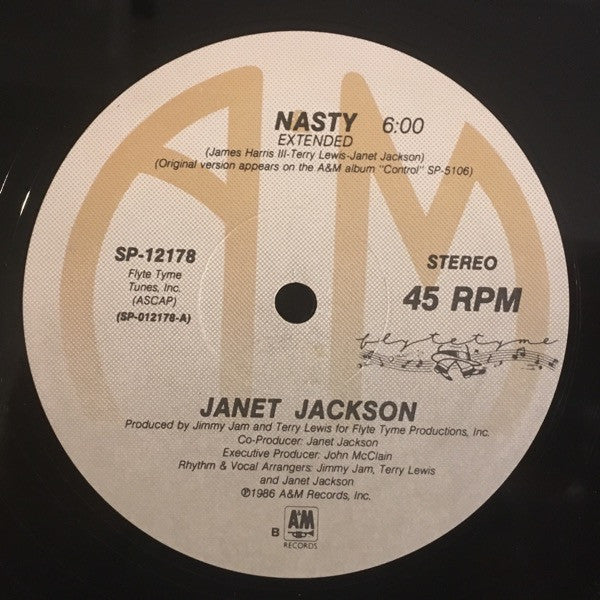 NASTY 6:00
EXTENDED
(James Harris III-Terry Lewis-Janet Jackson)
(Original version appears on the A&M album "Control" SP-5106)
SP-12178
Flyte Tyme
Tunes, Inc.
(ASCAP)
(SP-012178-A)
STEREO
45 RPM
flytetyme
JANET JACKSON
Produced by Jimmy Jam and Terry Lewis for Flyte Tyme Productions, Inc.
Co-Producer: Janet Jackson
Executive Producer: John McClain
Rhythm & Vocal Arrangers: Jimmy Jam, Terry Lewis
and Janet Jackson
℗1986 A&M Records, Inc.
B
A&M
RECORDS
A&M